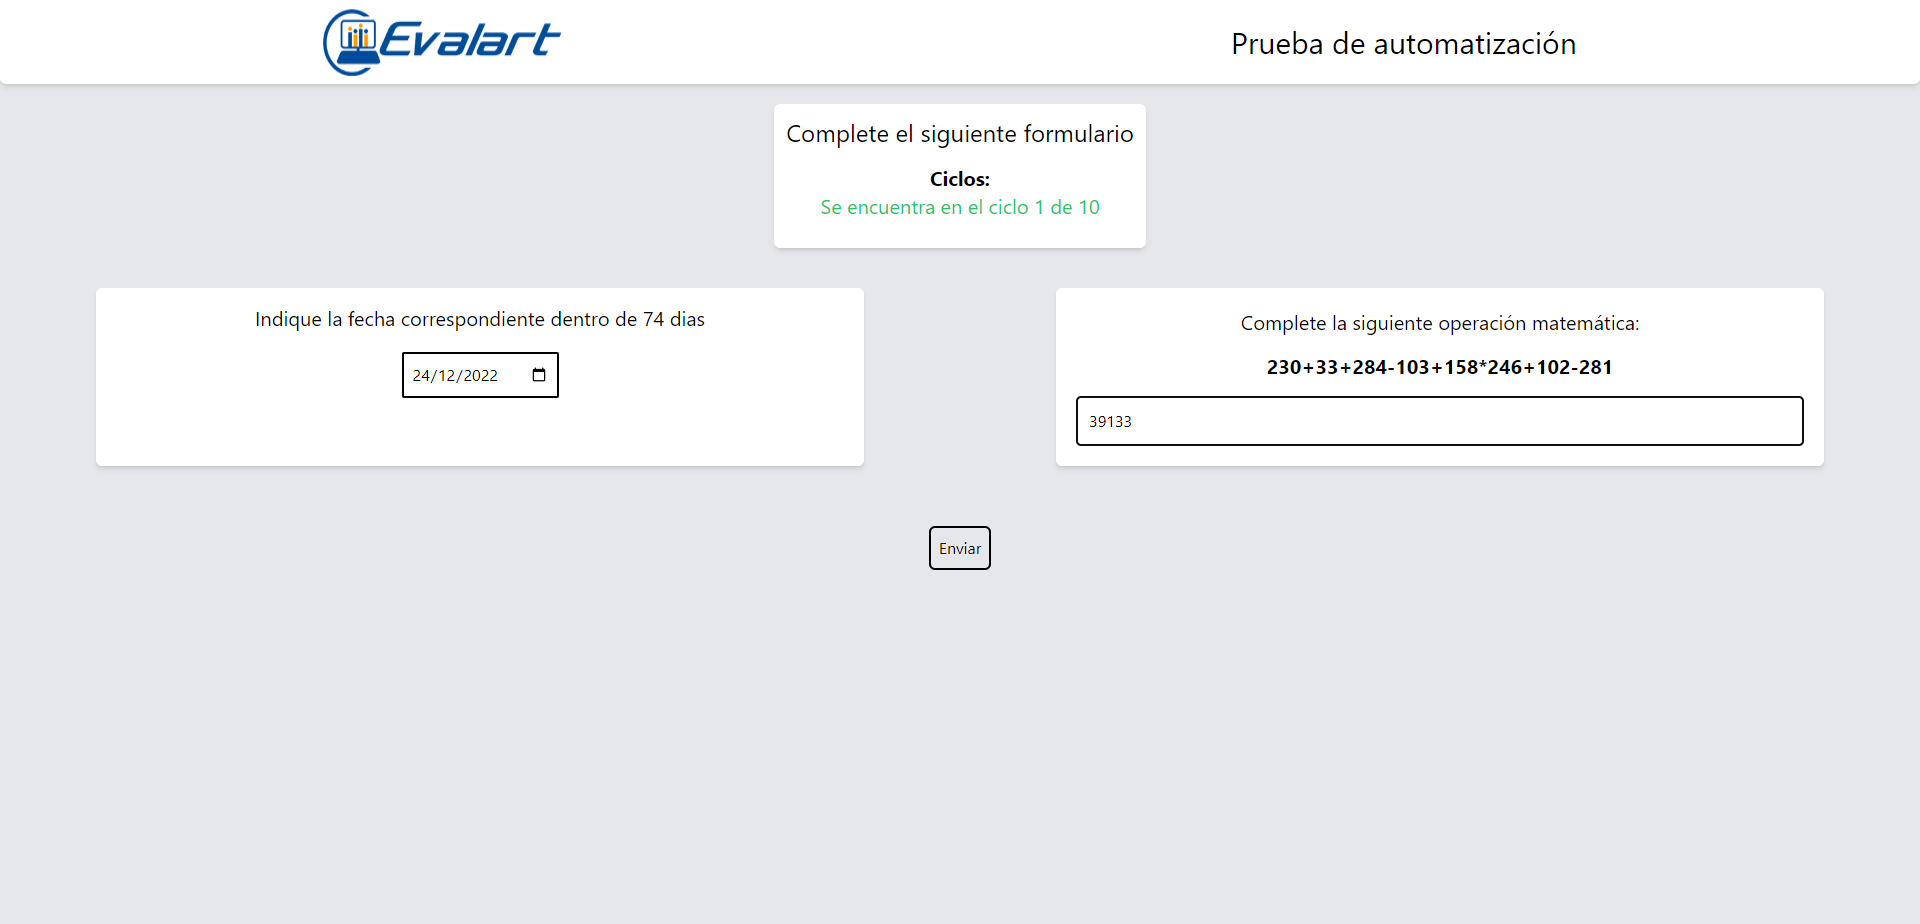 Evalart
Prueba de automatización
Complete el siguiente formulario
Ciclos:
Se encuentra en el ciclo 1 de 10
Indique la fecha correspondiente dentro de 74 dias
24/12/2022
Complete la siguiente operación matemática:
230+33+284-103+158*246+102-281
39133
Enviar